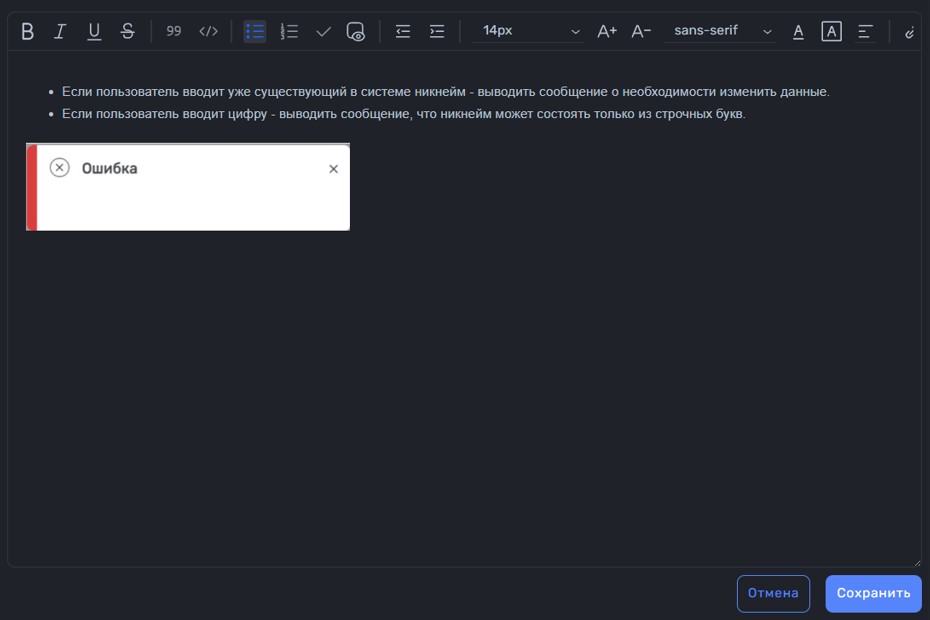 B I U S 99 </> 14px A+ A- sans-serif A A
Если пользователь вводит уже существующий в системе никнейм - выводить сообщение о необходимости изменить данные.
Если пользователь вводит цифру - выводить сообщение, что никнейм может состоять только из строчных букв.
Ошибка
Отмена Сохранить